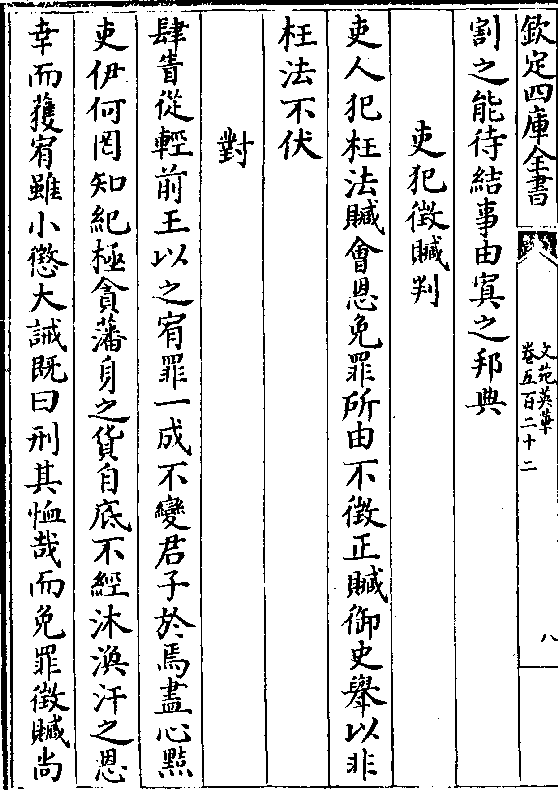 欽定四庫全書
文苑英華
卷五百二十二
八
割之能待結事由寘之邦典
吏犯徵贓判
吏人犯枉法贓會恩免罪所由不徵正贓御史舉以非
枉法不伏
對
肆眚從輕前王以之宥罪一成不變君子於焉盡心㸃
吏伊何罔知紀極貪藩身之貨自底不經沐渙汗之恩
幸而獲宥雖小懲大誡既曰刑其恤哉而免罪徵贓尚